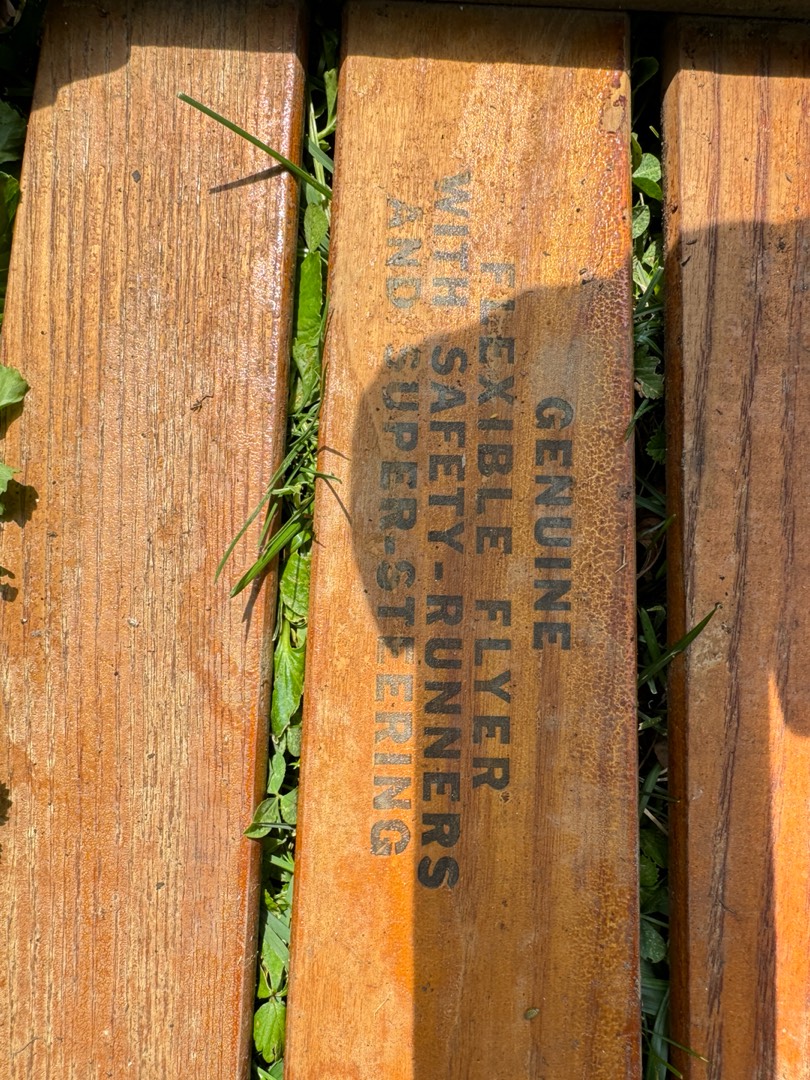 GENUINE
FLEXIBLE FLYER
WITH SAFETY-RUNNERS
AND SUPER-STEERING